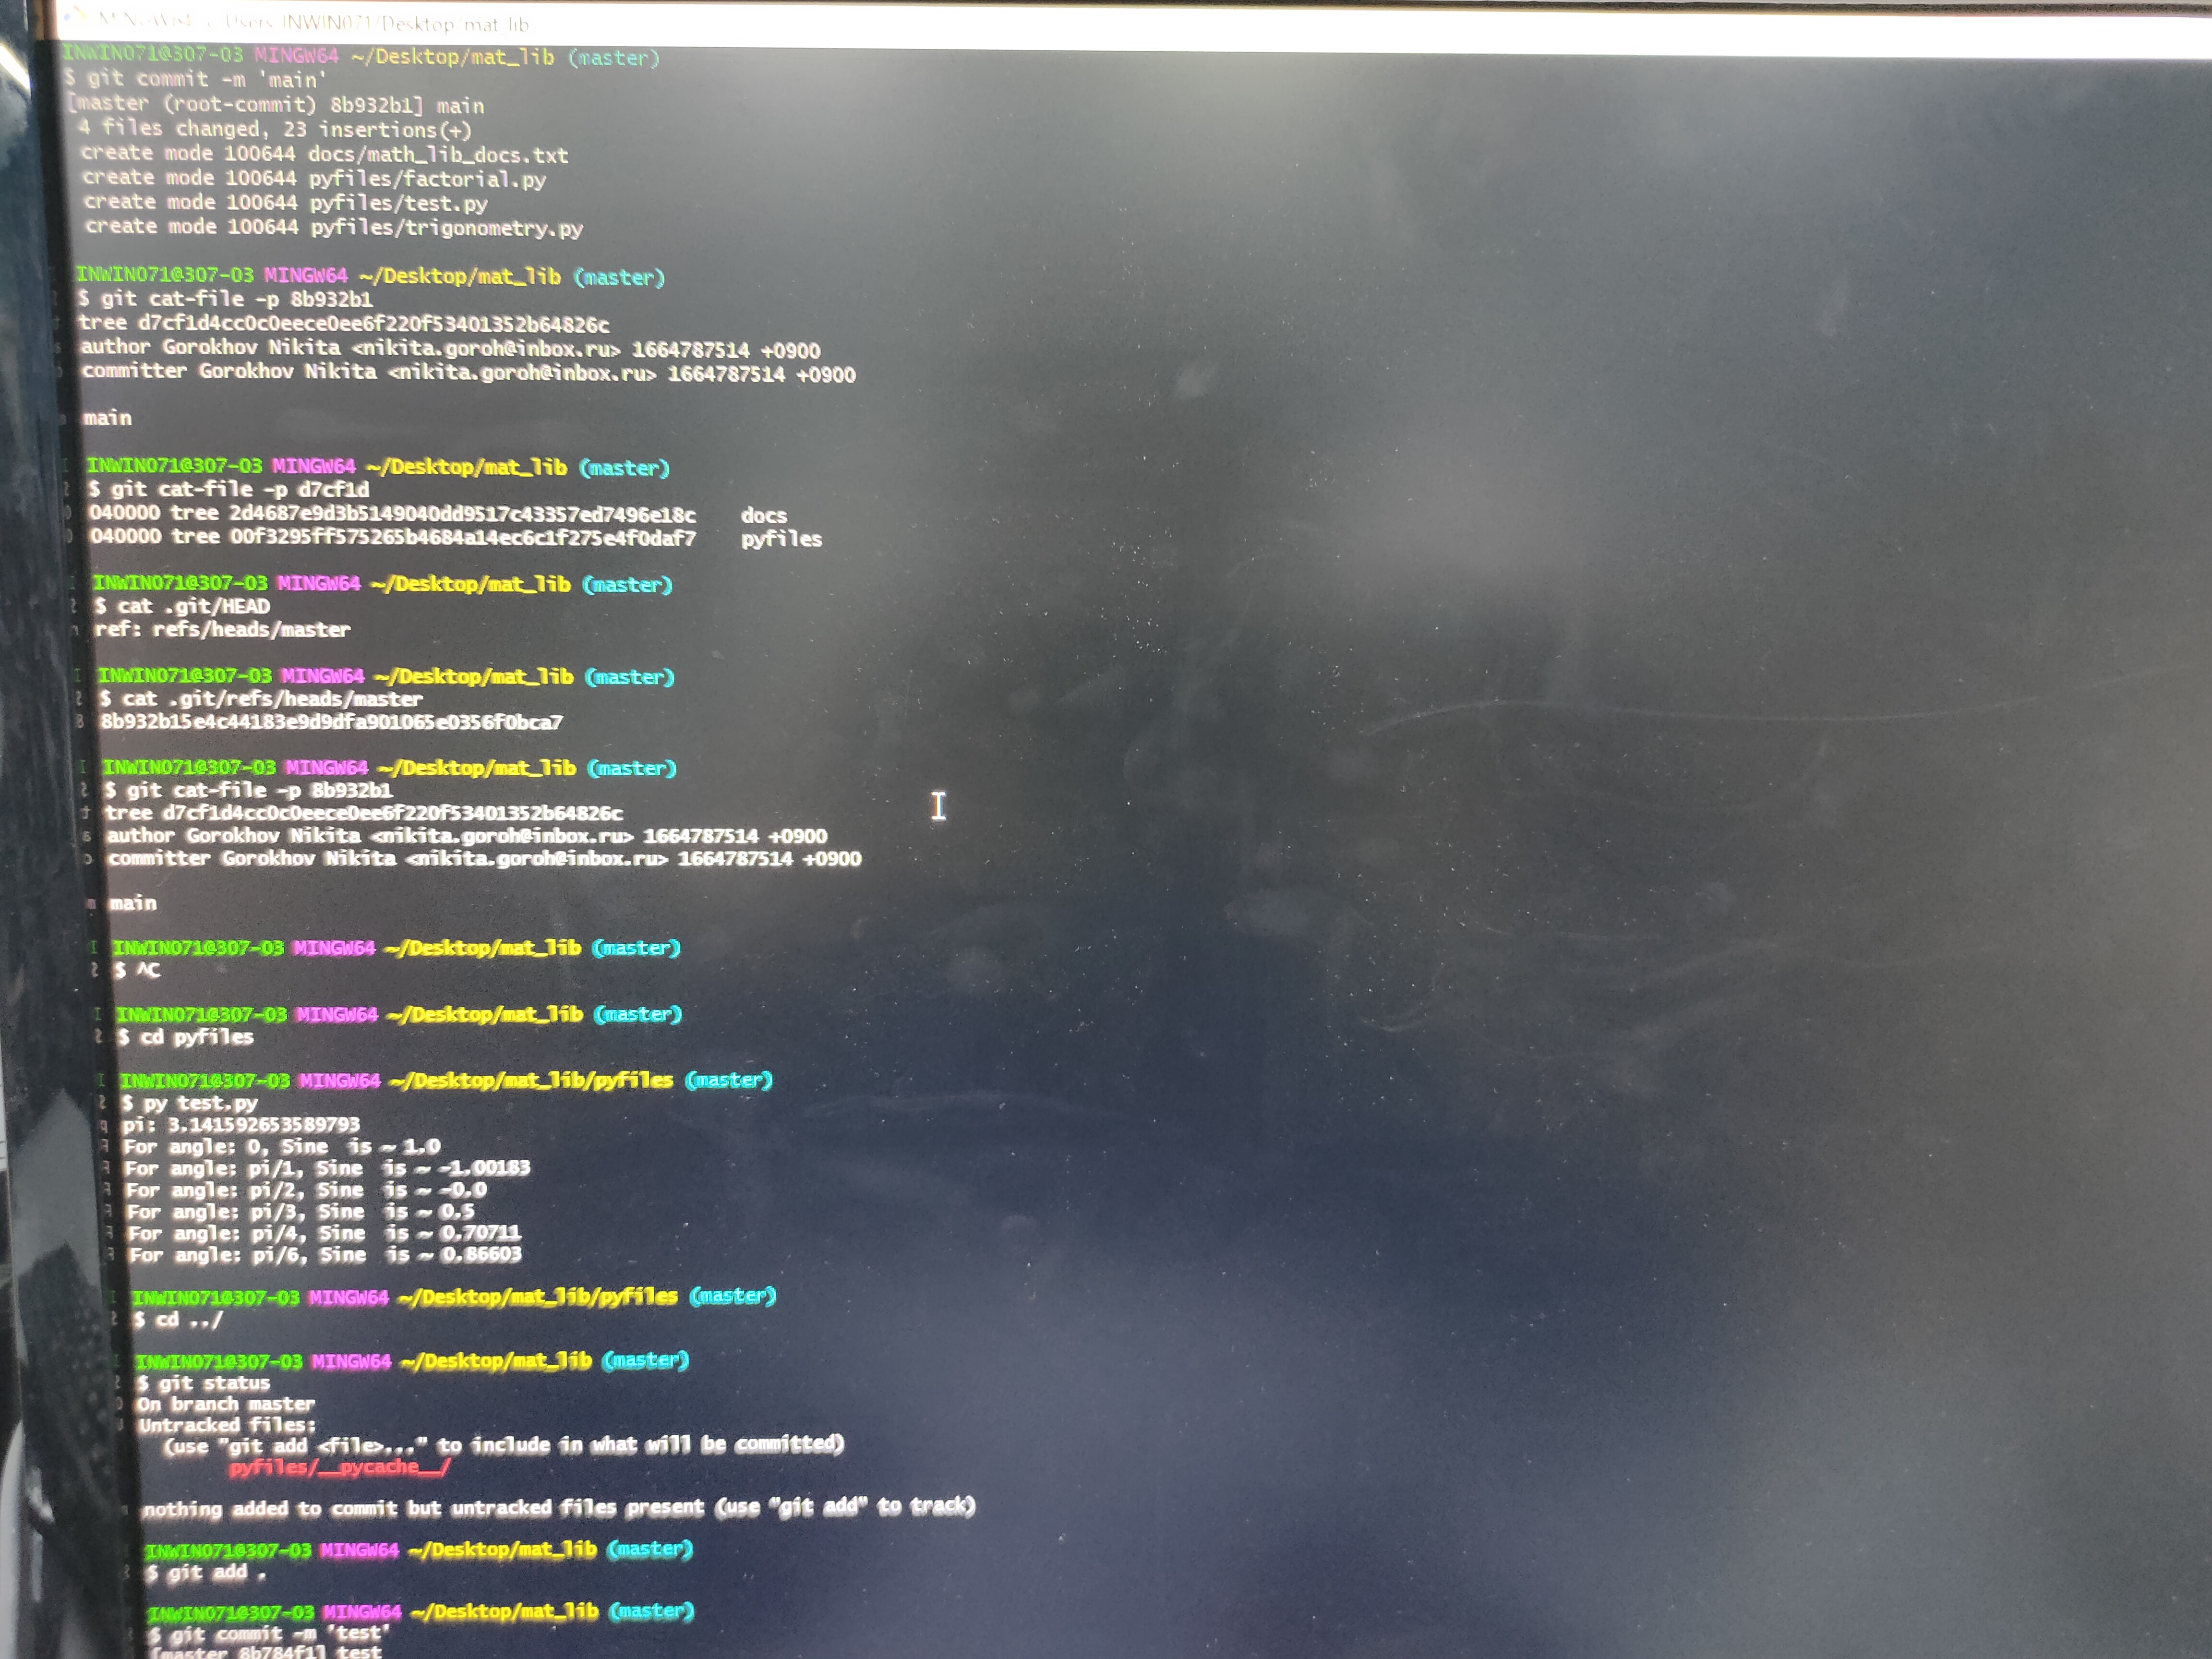 Users INWIN071/Desktop mat_lib
INWIN071@307-03 MINGW64 ~/Desktop/mat_lib (master)
$ git commit -m 'main'
[master (root-commit) 8b932b1] main
4 files changed, 23 insertions(+)
create mode 100644 docs/math_lib_docs.txt
create mode 100644 pyfiles/factorial.py
create mode 100644 pyfiles/test.py
create mode 100644 pyfiles/trigonometry.py
INWIN071@307-03 MINGW64 ~/Desktop/mat_lib (master)
$ git cat-file -p 8b932b1
tree d7cf1d4cc0c0eece0ee6f220f53401352b64826c
author Gorokhov Nikita <nikita.goroh@inbox.ru> 1664787514 +0900
committer Gorokhov Nikita <nikita.goroh@inbox.ru> 1664787514 +0900
main
INWIN071@307-03 MINGW64 ~/Desktop/mat_lib (master)
$ git cat-file -p d7cf1d
040000 tree 2d4687e9d3b5149040dd9517c43357ed7496e18c docs
040000 tree 00f3295ff575265b4684a14ec6c1f275e4f0daf7 pyfiles
INWIN071@307-03 MINGW64 ~/Desktop/mat_lib (master)
$ cat .git/HEAD
ref: refs/heads/master
INWIN071@307-03 MINGW64 ~/Desktop/mat_lib (master)
$ cat .git/refs/heads/master
8b932b15e4c44183e9d9dfa901065e0356f0bca7
INWIN071@307-03 MINGW64 ~/Desktop/mat_lib (master)
$ git cat-file -p 8b932b1
tree d7cf1d4cc0c0eece0ee6f220f53401352b64826c
author Gorokhov Nikita <nikita.goroh@inbox.ru> 1664787514 +0900
committer Gorokhov Nikita <nikita.goroh@inbox.ru> 1664787514 +0900
main
INWIN071@307-03 MINGW64 ~/Desktop/mat_lib (master)
$ ^C
INWIN071@307-03 MINGW64 ~/Desktop/mat_lib (master)
$ cd pyfiles
INWIN071@307-03 MINGW64 ~/Desktop/mat_lib/pyfiles (master)
$ py test.py
pi: 3.141592653589793
For angle: 0, Sine is ~ 1.0
For angle: pi/1, Sine is ~ -1.00183
For angle: pi/2, Sine is ~ -0.0
For angle: pi/3, Sine is ~ 0.5
For angle: pi/4, Sine is ~ 0.70711
For angle: pi/6, Sine is ~ 0.86603
INWIN071@307-03 MINGW64 ~/Desktop/mat_lib/pyfiles (master)
$ cd ../
INWIN071@307-03 MINGW64 ~/Desktop/mat_lib (master)
$ git status
On branch master
Untracked files:
(use "git add <file>..." to include in what will be committed)
pyfiles/__pycache__/
nothing added to commit but untracked files present (use "git add" to track)
INWIN071@307-03 MINGW64 ~/Desktop/mat_lib (master)
$ git add .
INWIN071@307-03 MINGW64 ~/Desktop/mat_lib (master)
$ git commit -m 'test'
[master 8b784f1] test